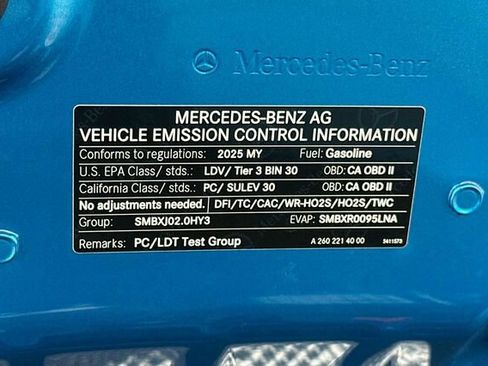 Mercedes-Benz
MERCEDES-BENZ AG
VEHICLE EMISSION CONTROL INFORMATION
Conforms to regulations: 2025 MY Fuel: Gasoline
U.S. EPA Class/ stds.: LDV/ Tier 3 BIN 30 OBD: CA OBD II
California Class/ stds.: PC/ SULEV 30 OBD: CA OBD II
No adjustments needed. DFI/TC/CAC/WR-HO2S/HO2S/TWC
Group: SMBXJ02.0HY3 EVAP: SMBXR0095LNA
Remarks: PC/LDT Test Group A 260 221 40 00 5411573